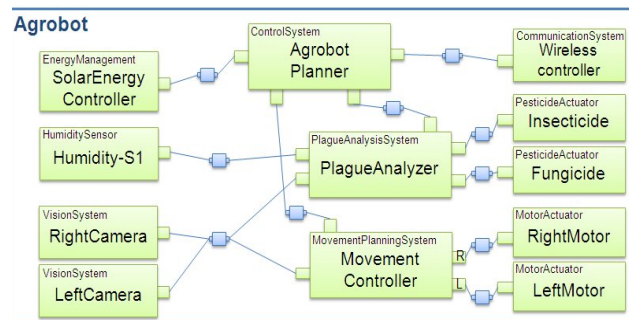 Agrobot
ControlSystem
Agrobot
Planner
EnergyManagement
SolarEnergy
Controller
CommunicationSystem
Wireless
controller
HumiditySensor
Humidity-S1
PlagueAnalysisSystem
PlagueAnalyzer
PesticideActuator
Insecticide
PesticideActuator
Fungicide
VisionSystem
RightCamera
VisionSystem
LeftCamera
MovementPlanningSystem
Movement
Controller
R
L
MotorActuator
RightMotor
MotorActuator
LeftMotor